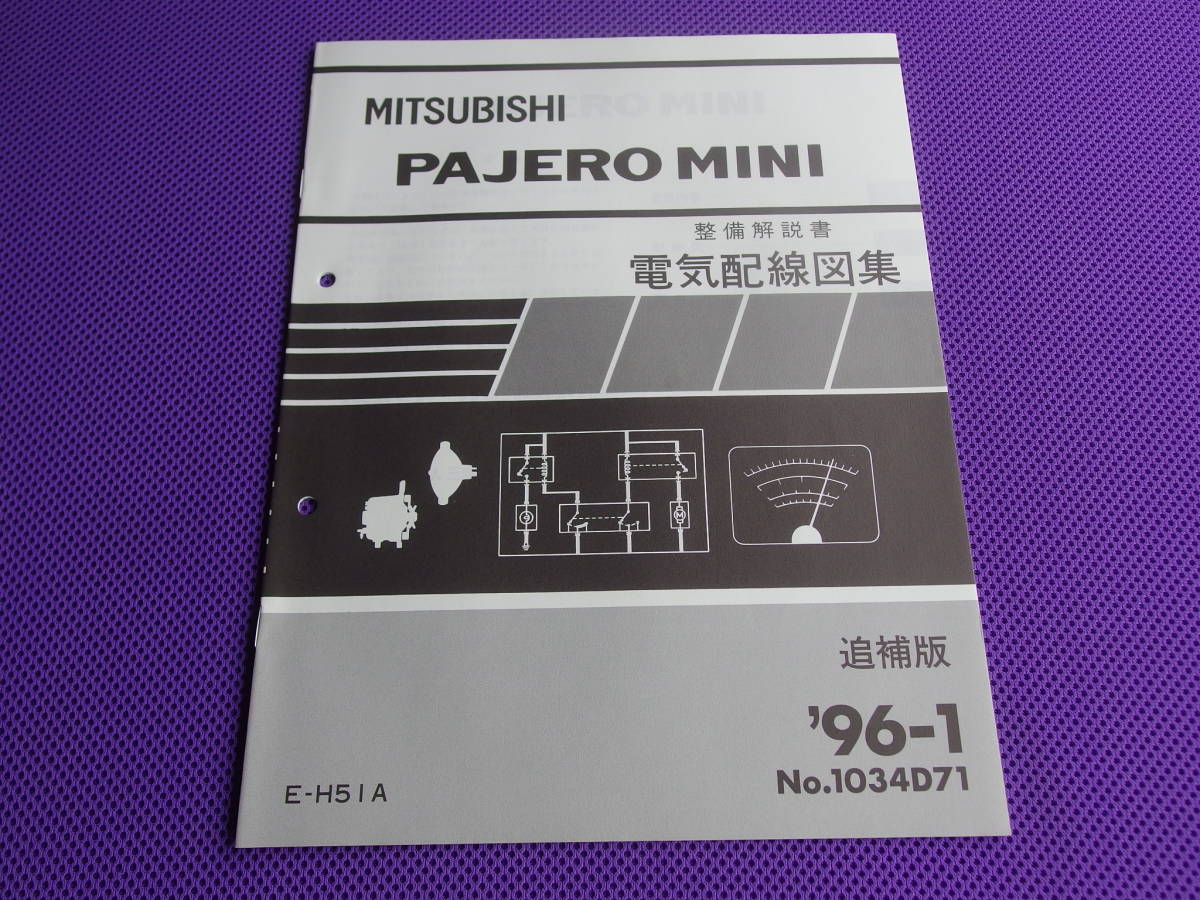 MITSUBISHI
PAJERO MINI
整備解説書
電気配線図集
M
追補版
'96-1
No.1034D71
E-H51A